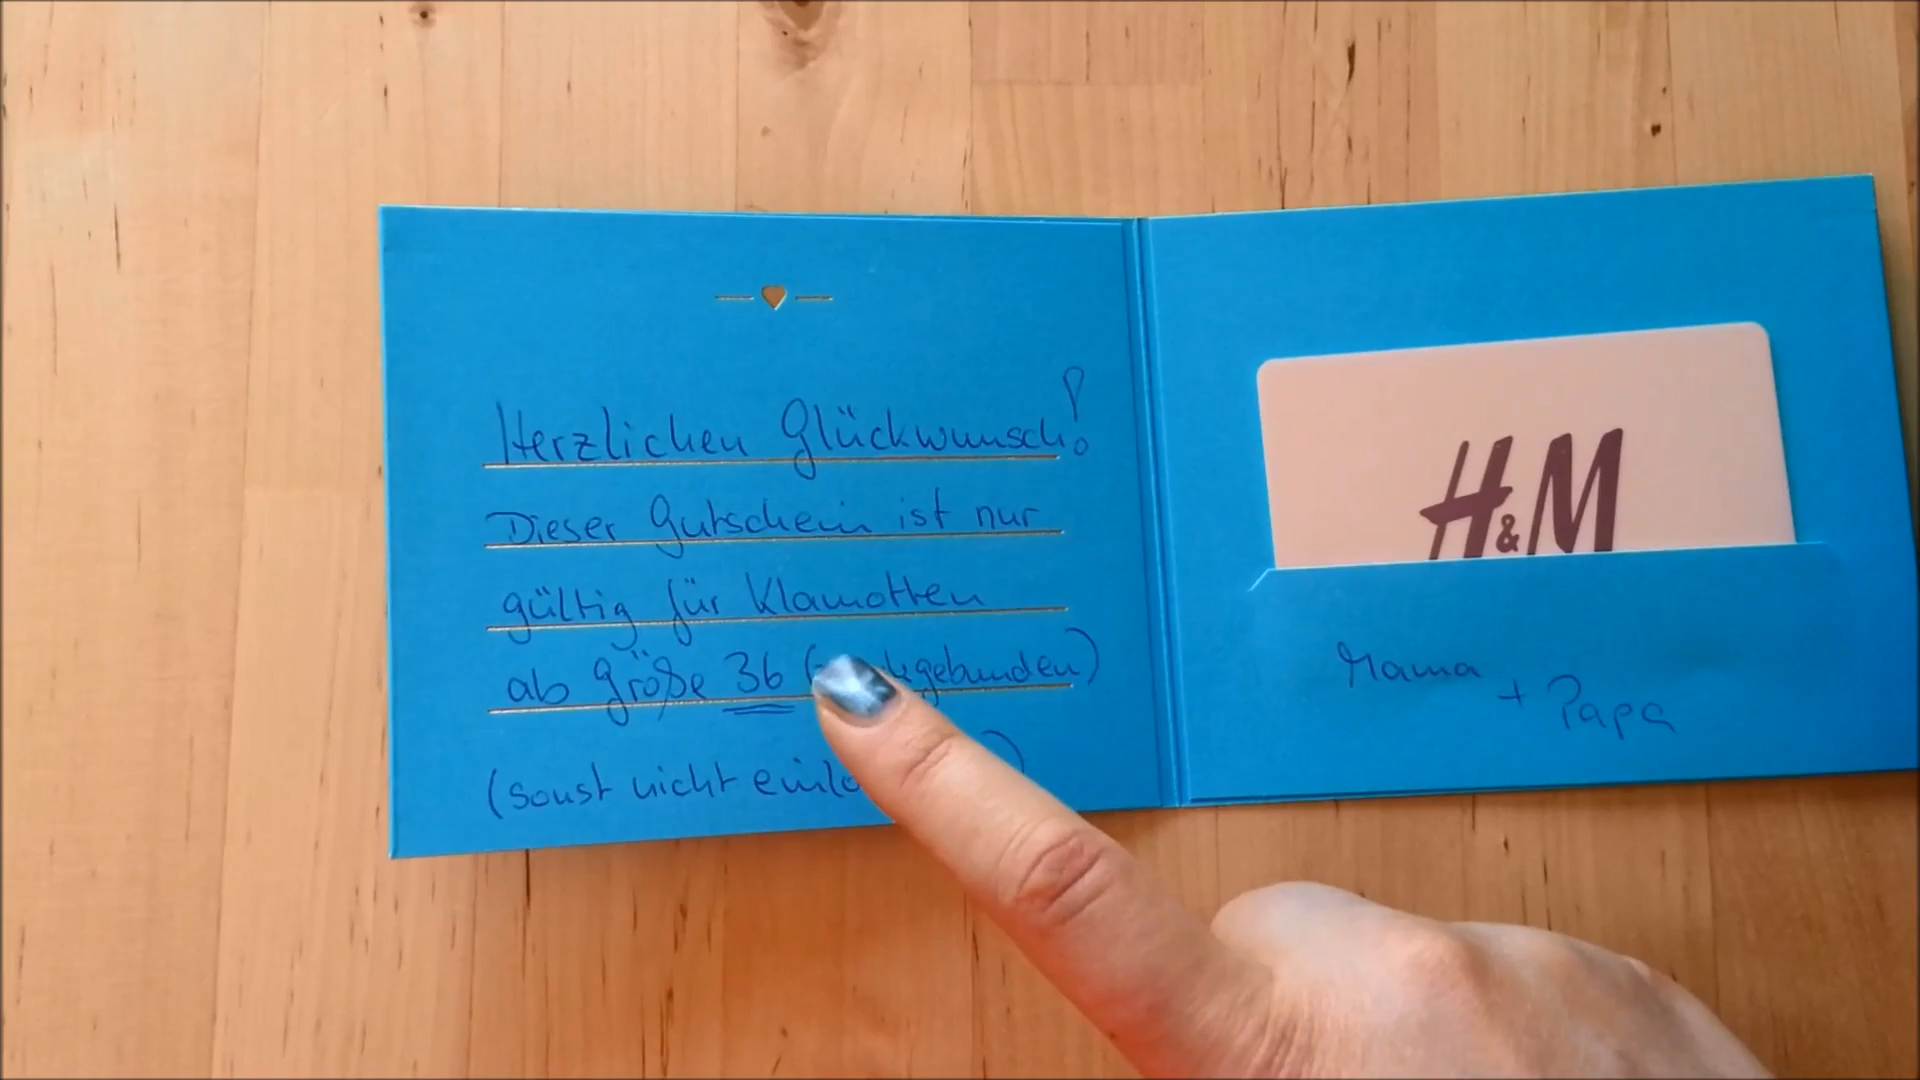 Herzlichen Glückwunsch!
Dieser Gutschein ist nur
gültig für Klamotten
ab Größe 36
(sonst nicht
H&M
Mama
+ Papa